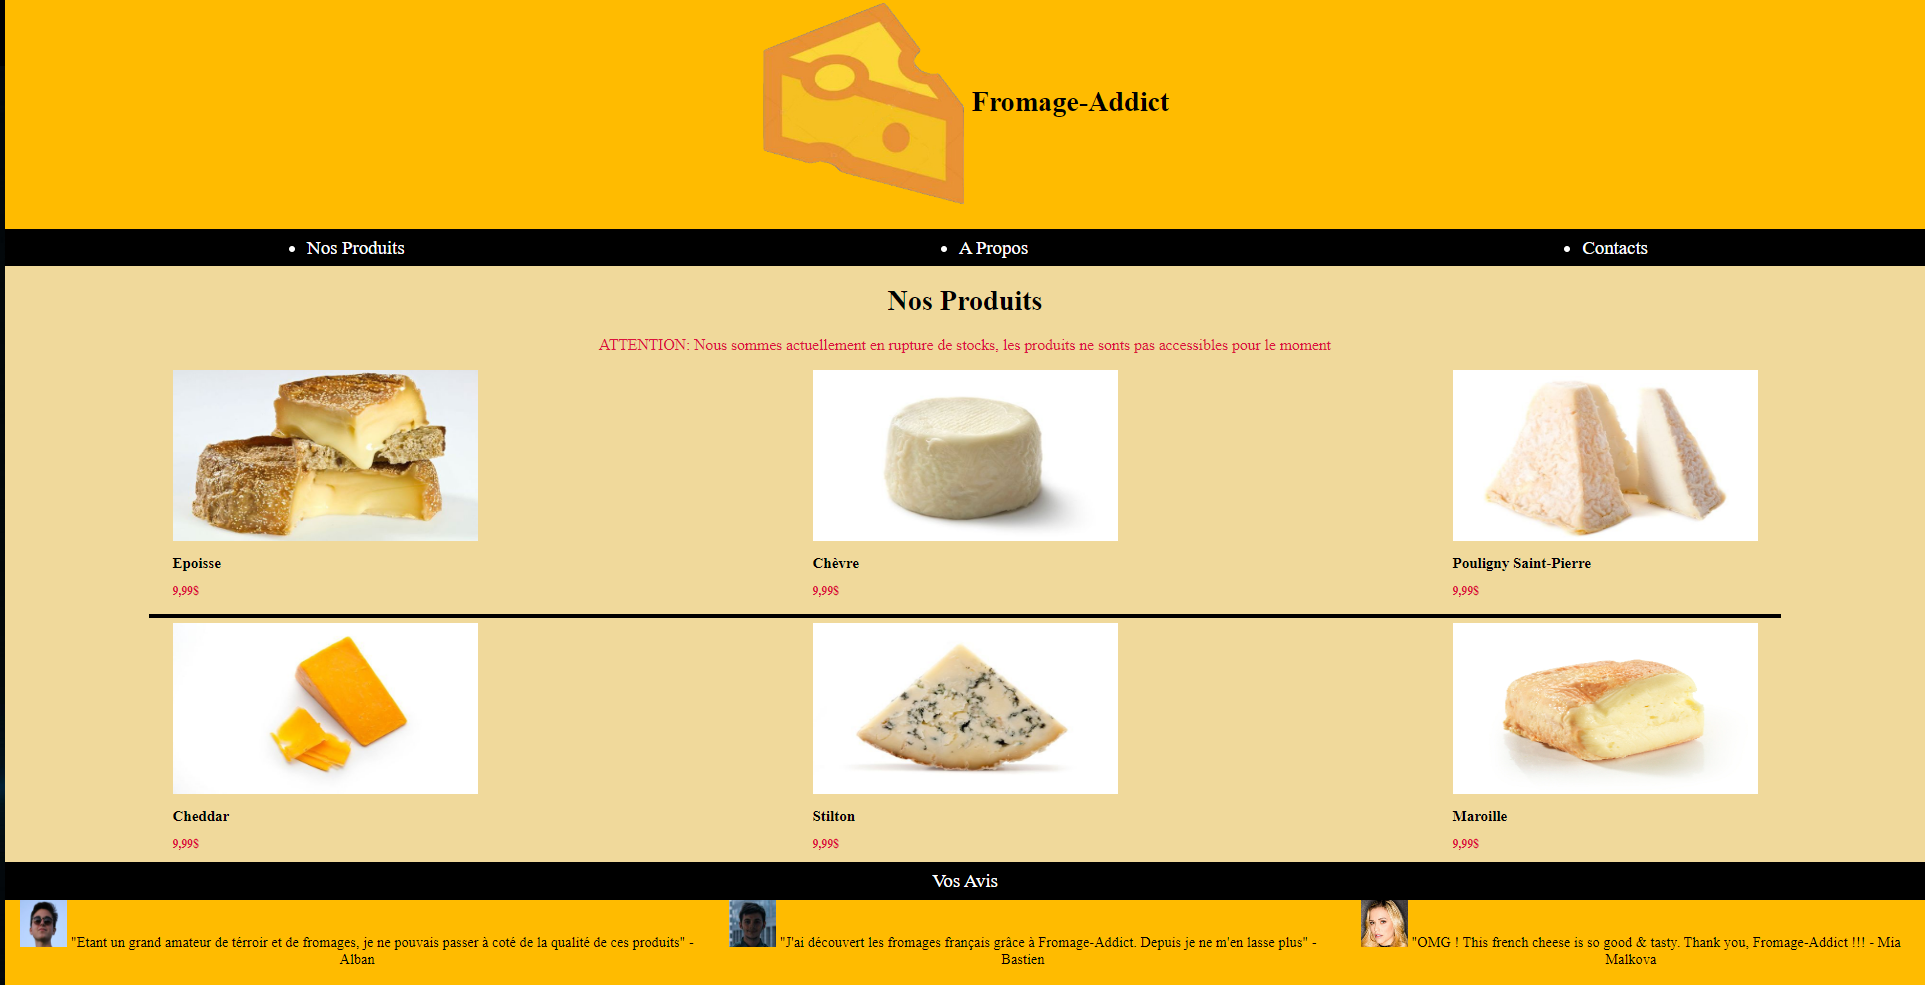 Fromage-Addict
Nos Produits
A Propos
Contacts
Nos Produits
ATTENTION: Nous sommes actuellement en rupture de stocks, les produits ne sonts pas accessibles pour le moment
Epoisse
9,99$
Chèvre
9,99$
Pouligny Saint-Pierre
9,99$
Cheddar
9,99$
Stilton
9,99$
Maroille
9,99$
Vos Avis
"Etant un grand amateur de térroir et de fromages, je ne pouvais passer à coté de la qualité de ces produits" -
Alban
"J'ai découvert les fromages français grâce à Fromage-Addict. Depuis je ne m'en lasse plus" -
Bastien
"OMG ! This french cheese is so good & tasty. Thank you, Fromage-Addict !!! - Mia
Malkova